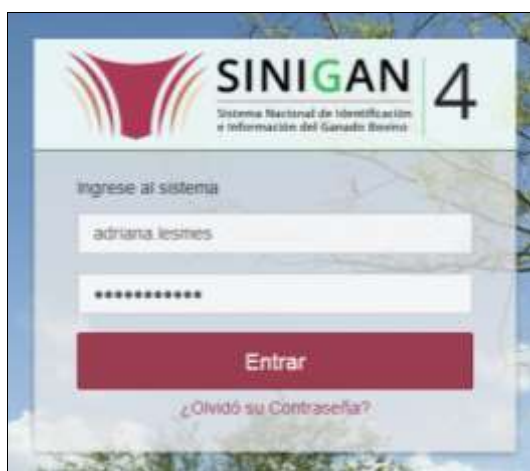 SINIGAN 4
Sistema Nacional de Identificación
e Información del Ganado Bovino
Ingrese al sistema
adriana.lesmes
•••••••••••
Entrar
¿Olvidó su Contraseña?